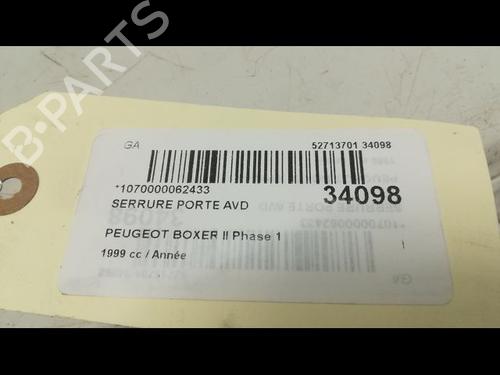 GA
52713701 34098
*1070000062433
34098
SERRURE PORTE AVD
PEUGEOT BOXER II Phase 1
1999 cc / Année
B-PARTS